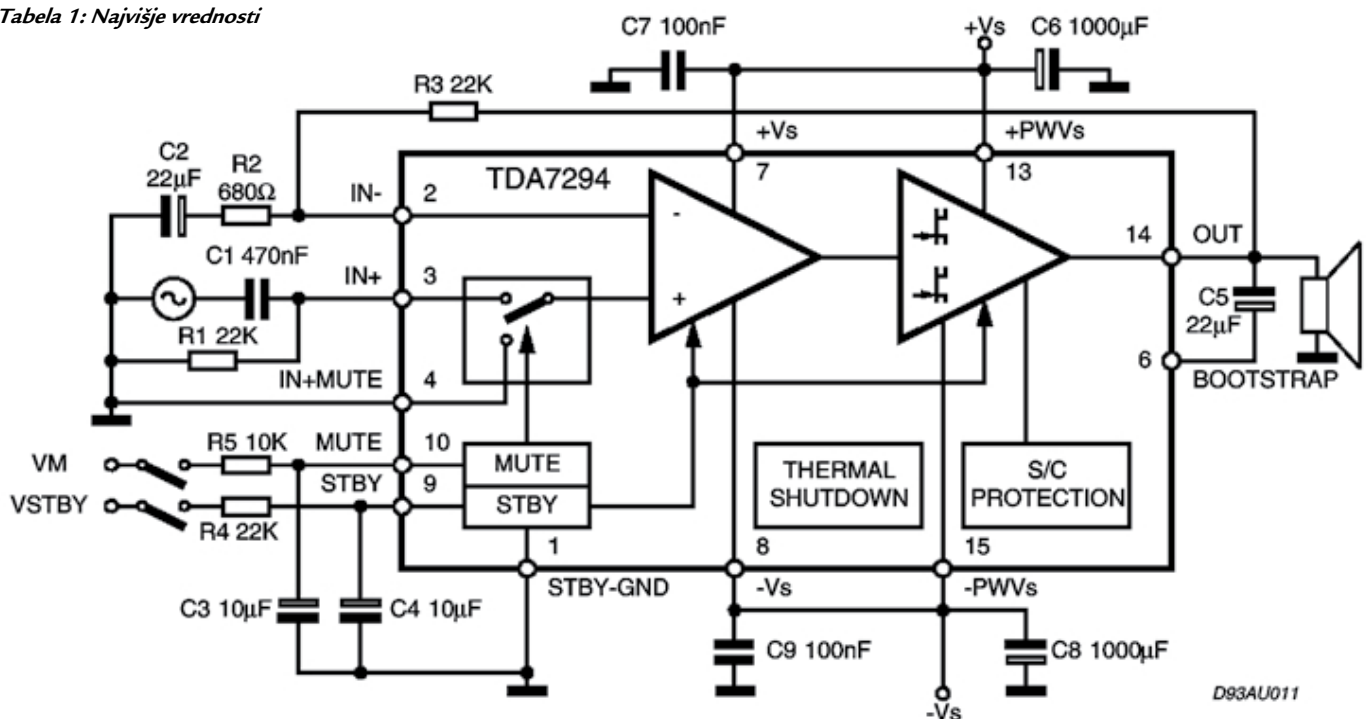 Tabela 1: Najvišje vrednosti
C7 100nF
+Vs
C6 1000µF
R3 22K
+Vs
+PWVs
C2
22µF
R2
680Ω
IN-
2
TDA7294
7
13
-
14
OUT
C1 470nF
IN+
3
+
C5
22µF
R1 22K
IN+MUTE
4
6
BOOTSTRAP
VM
R5 10K
MUTE
10
MUTE
THERMAL
SHUTDOWN
S/C
PROTECTION
VSTBY
R4 22K
STBY
9
STBY
1
8
15
STBY-GND
-Vs
-PWVs
C3 10µF
C4 10µF
C9 100nF
C8 1000µF
-Vs
D93AU011